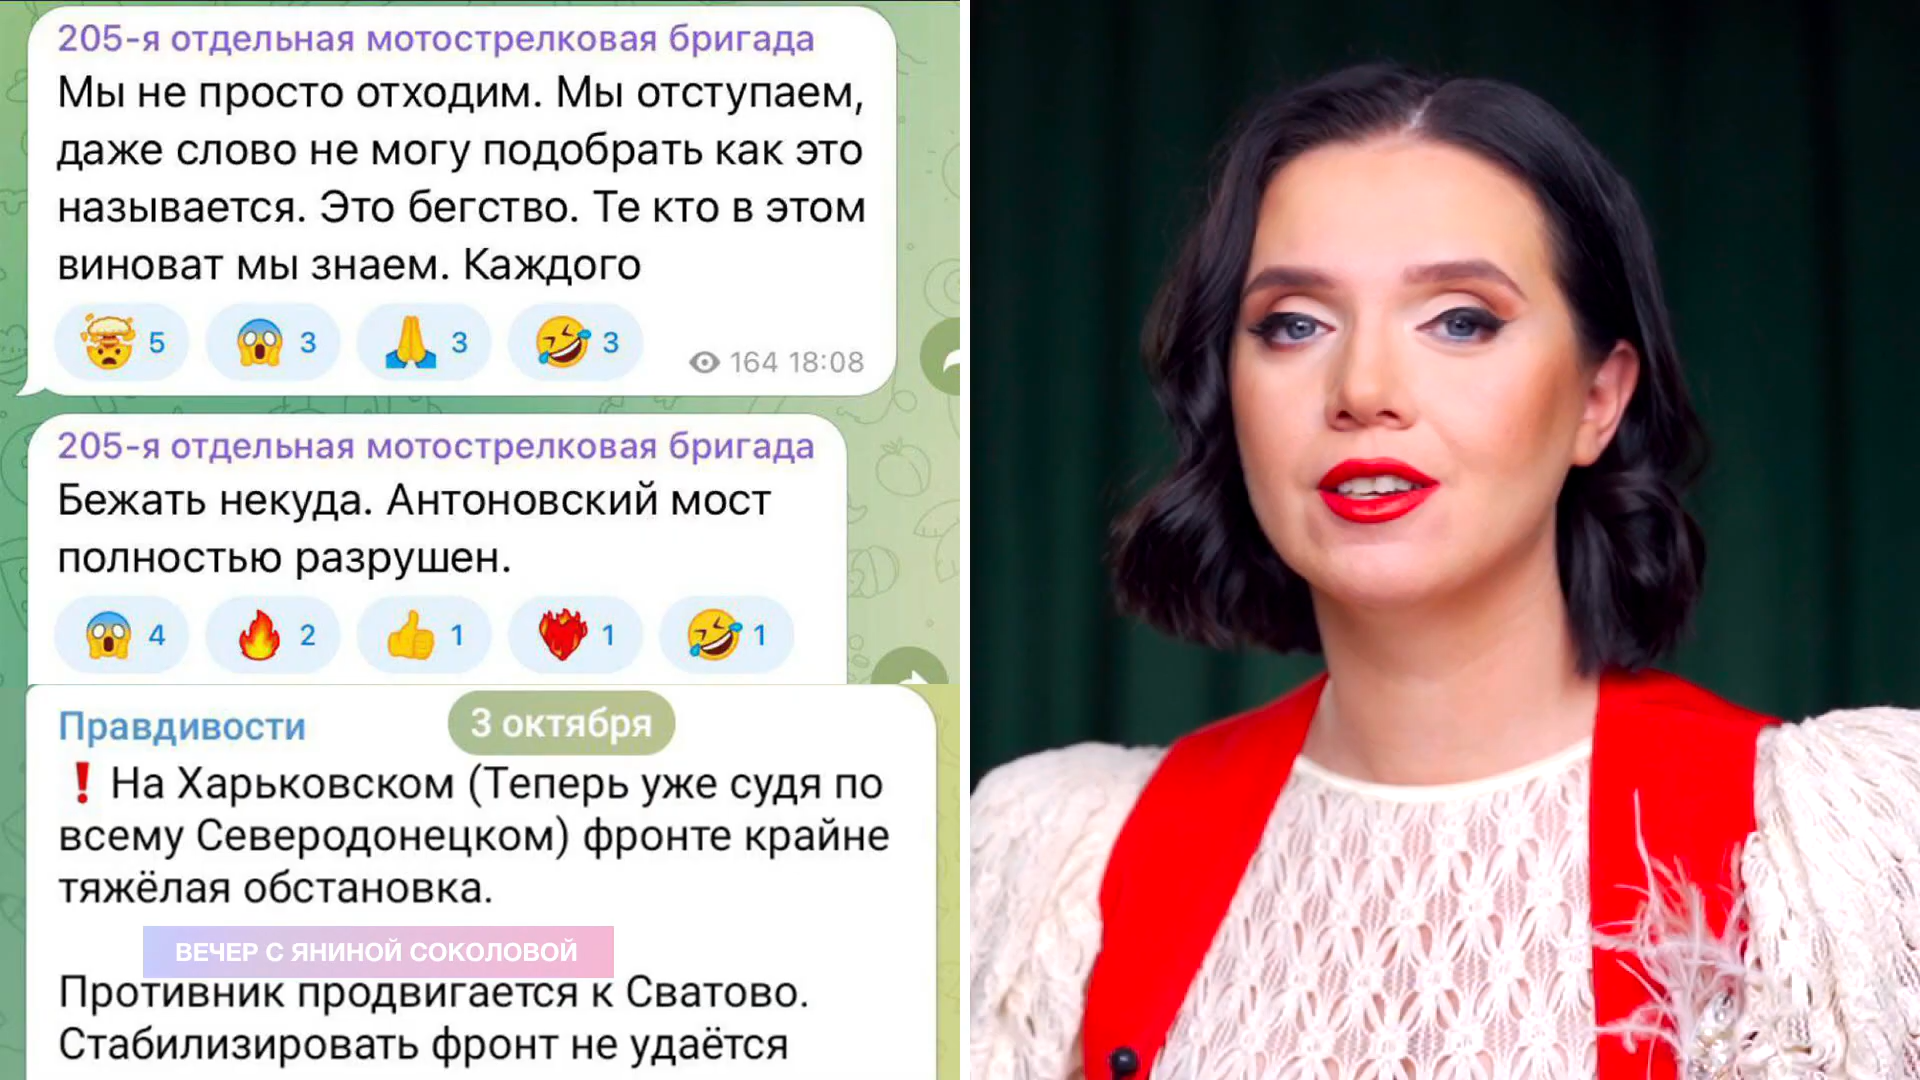 205-я отдельная мотострелковая бригада
Мы не просто отходим. Мы отступаем,
даже слово не могу подобрать как это
называется. Это бегство. Те кто в этом
виноват мы знаем. Каждого
5 3 3 3 164 18:08
205-я отдельная мотострелковая бригада
Бежать некуда. Антоновский мост
полностью разрушен.
4 2 1 1 1
3 октября
Правдивости
На Харьковском (Теперь уже судя по
всему Северодонецком) фронте крайне
тяжёлая обстановка.
ВЕЧЕР С ЯНИНОЙ СОКОЛОВОЙ
Противник продвигается к Сватово.
Стабилизировать фронт не удаётся